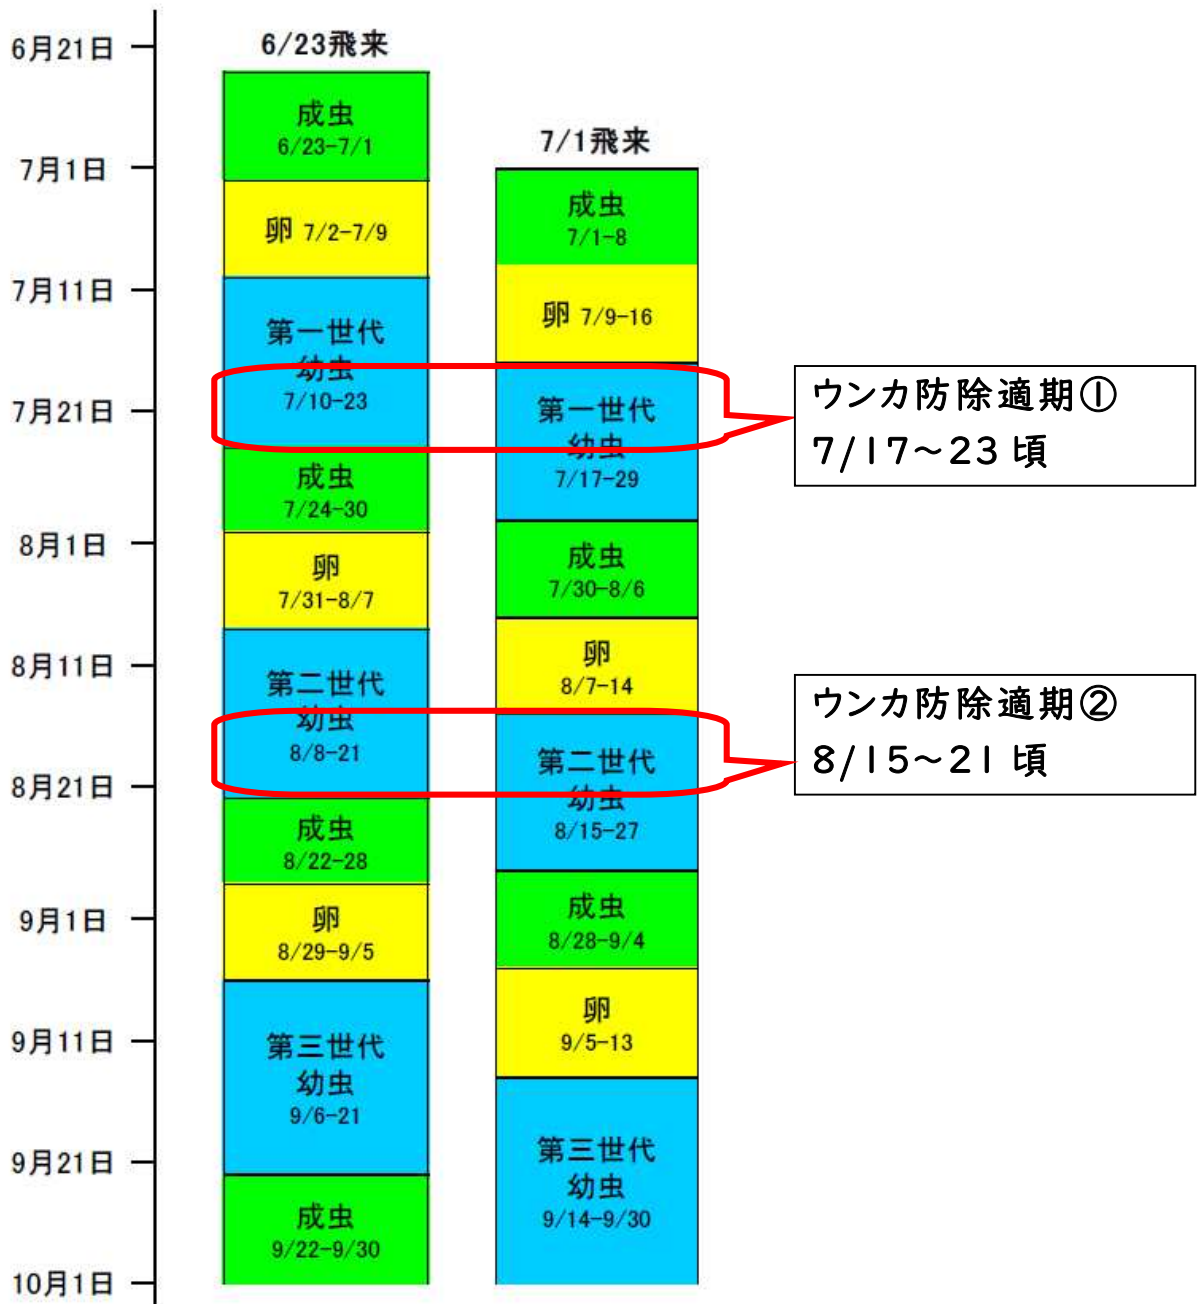 6月21日
7月1日
7月11日
7月21日
8月1日
8月11日
8月21日
9月1日
9月11日
9月21日
10月1日
6/23飛来
成虫
6/23-7/1
卵 7/2-7/9
第一世代
幼虫
7/10-23
成虫
7/24-30
卵
7/31-8/7
第二世代
幼虫
8/8-21
成虫
8/22-28
卵
8/29-9/5
第三世代
幼虫
9/6-21
成虫
9/22-9/30
7/1飛来
成虫
7/1-8
卵 7/9-16
第一世代
幼虫
7/17-29
成虫
7/30-8/6
卵
8/7-14
第二世代
幼虫
8/15-27
成虫
8/28-9/4
卵
9/5-13
第三世代
幼虫
9/14-9/30
ウンカ防除適期①
7/17～23 頃
ウンカ防除適期②
8/15～21 頃